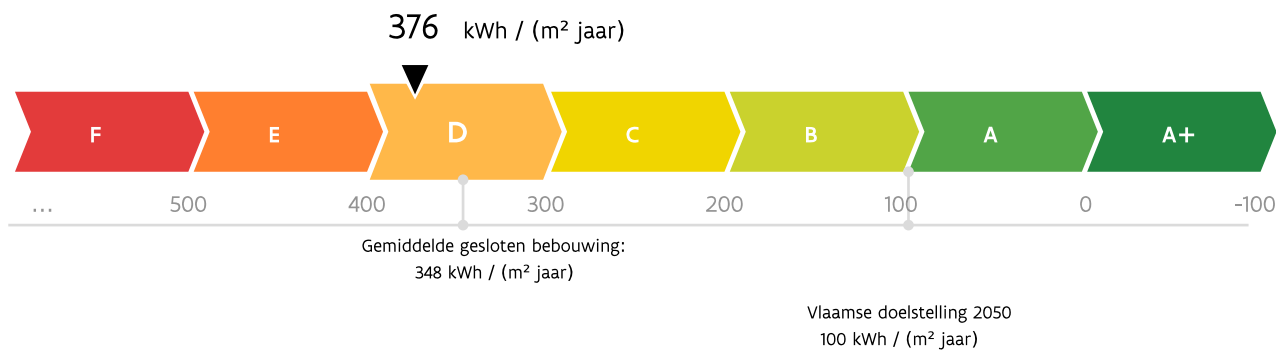 376 kWh / (m² jaar)
F E D C B A A+
... 500 400 300 200 100 0 -100
Gemiddelde gesloten bebouwing:
348 kWh / (m² jaar)
Vlaamse doelstelling 2050
100 kWh / (m² jaar)